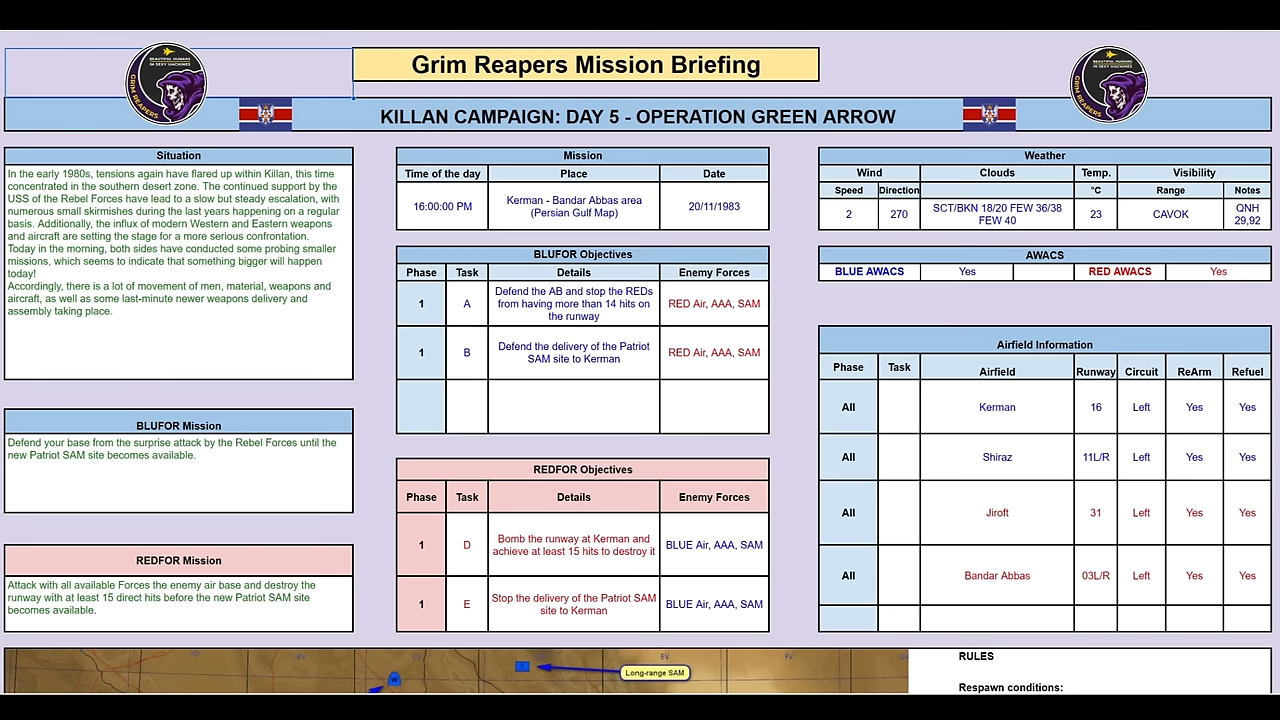 Grim Reapers Mission Briefing
BEAUTIFUL HUMANS
IN SEXY MACHINES
GRIM REAPERS
BEAUTIFUL HUMANS
IN SEXY MACHINES
GRIM REAPERS
KILLAN CAMPAIGN: DAY 5 - OPERATION GREEN ARROW
Situation
In the early 1980s, tensions again have flared up within Killan, this time
concentrated in the southern desert zone. The continued support by the
USS of the Rebel Forces have lead to a slow but steady escalation, with
numerous small skirmishes during the last years happening on a regular
basis. Additionally, the influx of modern Western and Eastern weapons
and aircraft are setting the stage for a more serious confrontation.
Today in the morning, both sides have conducted some probing smaller
missions, which seems to indicate that something bigger will happen
today!
Accordingly, there is a lot of movement of men, material, weapons and
aircraft, as well as some last-minute newer weapons delivery and
assembly taking place.
BLUFOR Mission
Defend your base from the surprise attack by the Rebel Forces until the
new Patriot SAM site becomes available.
REDFOR Mission
Attack with all available Forces the enemy air base and destroy the
runway with at least 15 direct hits before the new Patriot SAM site
becomes available.
Mission
Time of the day Place Date
16:00:00 PM Kerman - Bandar Abbas area 20/11/1983
(Persian Gulf Map)
BLUFOR Objectives
Phase Task Details Enemy Forces
1 A Defend the AB and stop the REDs RED Air, AAA, SAM
from having more than 14 hits on
the runway
1 B Defend the delivery of the Patriot RED Air, AAA, SAM
SAM site to Kerman
REDFOR Objectives
Phase Task Details Enemy Forces
1 D Bomb the runway at Kerman and BLUE Air, AAA, SAM
achieve at least 15 hits to destroy it
1 E Stop the delivery of the Patriot SAM BLUE Air, AAA, SAM
site to Kerman
Weather
Wind Clouds Temp. Visibility
Speed Direction °C Range Notes
2 270 SCT/BKN 18/20 FEW 36/38 23 CAVOK QNH
FEW 40 29,92
AWACS
BLUE AWACS Yes RED AWACS Yes
Airfield Information
Phase Task Airfield Runway Circuit ReArm Refuel
All Kerman 16 Left Yes Yes
All Shiraz 11L/R Left Yes Yes
All Jiroft 31 Left Yes Yes
All Bandar Abbas 03L/R Left Yes Yes
EV
FV
W
Long-range SAM
RULES
Respawn conditions: